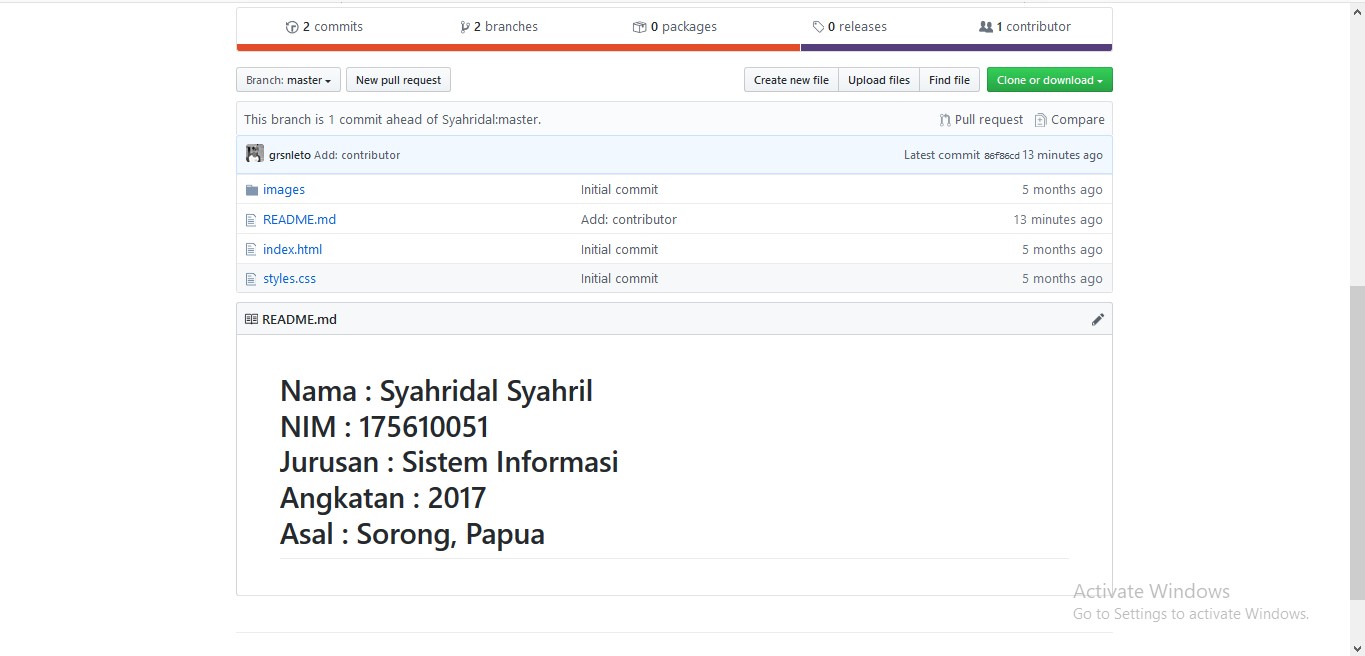 2 commits 2 branches 0 packages 0 releases 1 contributor
Branch: master New pull request Create new file Upload files Find file Clone or download
This branch is 1 commit ahead of Syahridal:master. Pull request Compare
grsnleto Add: contributor Latest commit 86f86cd 13 minutes ago
images Initial commit 5 months ago
README.md Add: contributor 13 minutes ago
index.html Initial commit 5 months ago
styles.css Initial commit 5 months ago
README.md
Nama : Syahridal Syahril
NIM : 175610051
Jurusan : Sistem Informasi
Angkatan : 2017
Asal : Sorong, Papua
Activate Windows
Go to Settings to activate Windows.